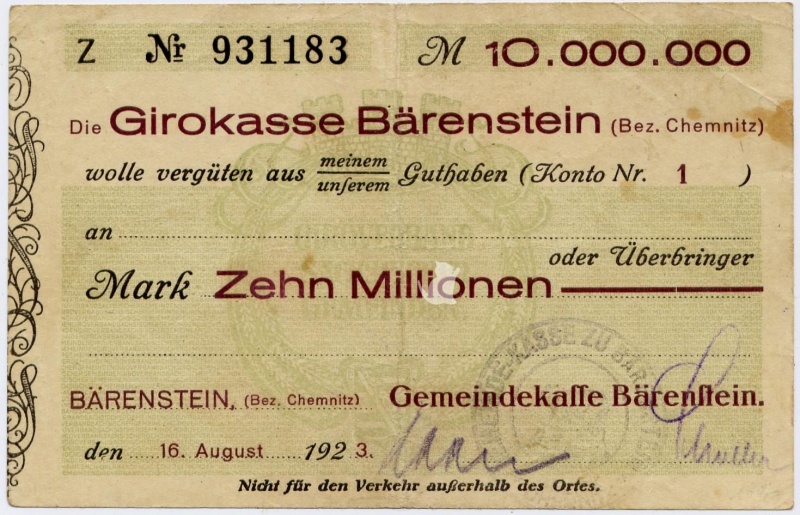 Z Nr 931183 M 10.000.000
Die Girokasse Bärenstein (Bez. Chemnitz)
wolle vergüten aus meinem
unserem Guthaben (Konto Nr. 1 )
an
oder Überbringer
Mark Zehn Millionen
BÄRENSTEIN, (Bez. Chemnitz) Gemeindekasse Bärenstein.
den 16. August 1923.
Nicht für den Verkehr außerhalb des Ortes.